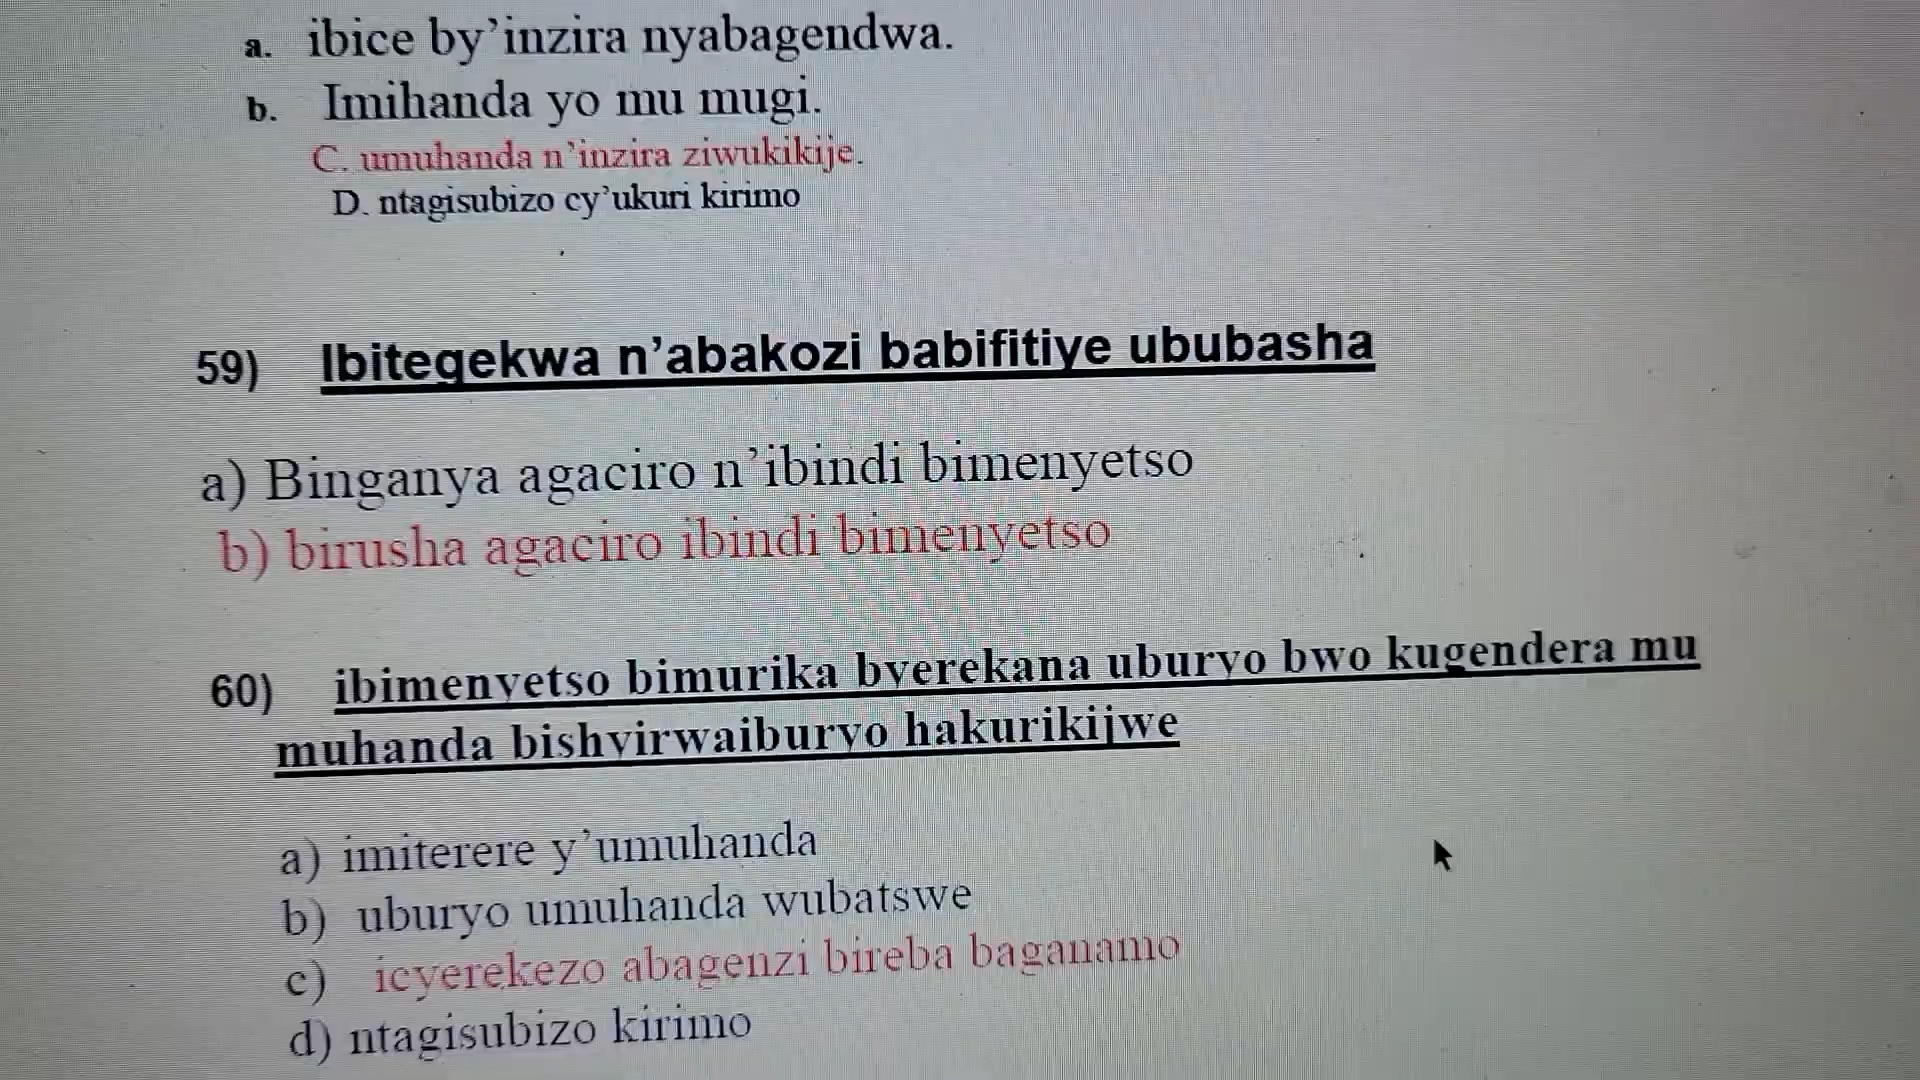 a. ibice by’inzira nyabagendwa.
b. Imihanda yo mu mugi.
C. umuhanda n’inzira ziwukikije.
D. ntagisubizo cy’ukuri kirimo
59) Ibitegekwa n’abakozi babifitiye ububasha
a) Binganya agaciro n’ibindi bimenyetso
b) birusha agaciro ibindi bimenyetso
60) ibimenyetso bimurika byerekana uburyo bwo kugendera mu
muhanda bishyirwaiburyo hakurikijwe
a) imiterere y’umuhanda
b) uburyo umuhanda wubatswe
c) icyerekezo abagenzi bireba baganamo
d) ntagisubizo kirimo